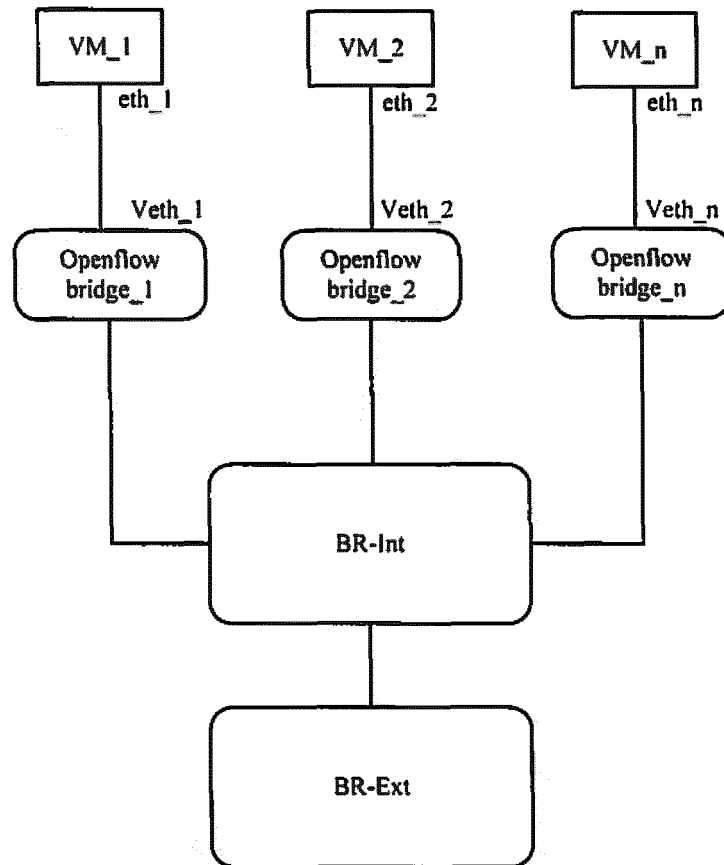 VM_1
VM_2
VM_n
eth_1
eth_2
eth_n
Veth_1
Veth_2
Veth_n
Openflow
bridge_1
Openflow
bridge_2
Openflow
bridge_n
BR-Int
BR-Ext